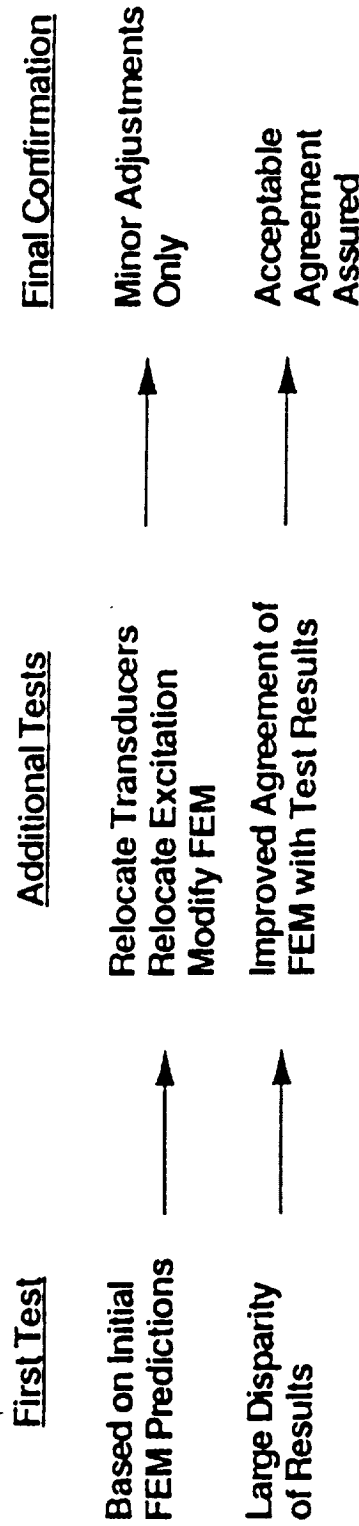 First Test
Based on Initial
FEM Predictions
Large Disparity
of Results
Additional Tests
Relocate Transducers
Relocate Excitation
Modify FEM
Improved Agreement of
FEM with Test Results
Final Confirmation
Minor Adjustments
Only
Acceptable
Agreement
Assured